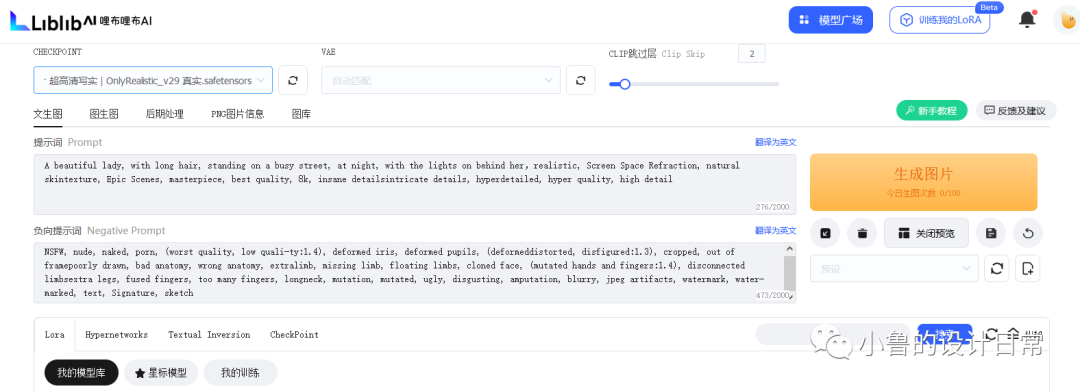 LiblibAI 哩布哩布AI
模型广场
训练我的LoRA
Beta
CHECKPOINT
VAE
CLIP跳过层 Clip Skip
2
超高清写实 | OnlyRealistic_v29 真实.safetensors
自动匹配
文生图
图生图
后期处理
PNG图片信息
图库
新手教程
反馈及建议
提示词 Prompt
翻译为英文
A beautiful lady, with long hair, standing on a busy street, at night, with the lights on behind her, realistic, Screen Space Refraction, natural
skintexture, Epic Scenes, masterpiece, best quality, 8k, insane detailsintricate details, hyperdetailed, hyper quality, high detail
276/2000
生成图片
今日生图次数 0/100
负向提示词 Negative Prompt
翻译为英文
关闭预览
NSFW, nude, naked, porn, (worst quality, low quali-ty:1.4), deformed iris, deformed pupils, (deformeddistorted, disfigured:1.3), cropped, out of
framepoorly drawn, bad anatomy, wrong anatomy, extralimb, missing limb, floating limbs, cloned face, (mutated hands and fingers:1.4), disconnected
limbsextra legs, fused fingers, too many fingers, longneck, mutation, mutated, ugly, disgusting, amputation, blurry, jpeg artifacts, watermark, water-
marked, text, Signature, sketch
473/2000
预设
Lora
Hypernetworks
Textual Inversion
CheckPoint
小鲁的设计日常
我的模型库
星标模型
我的训练